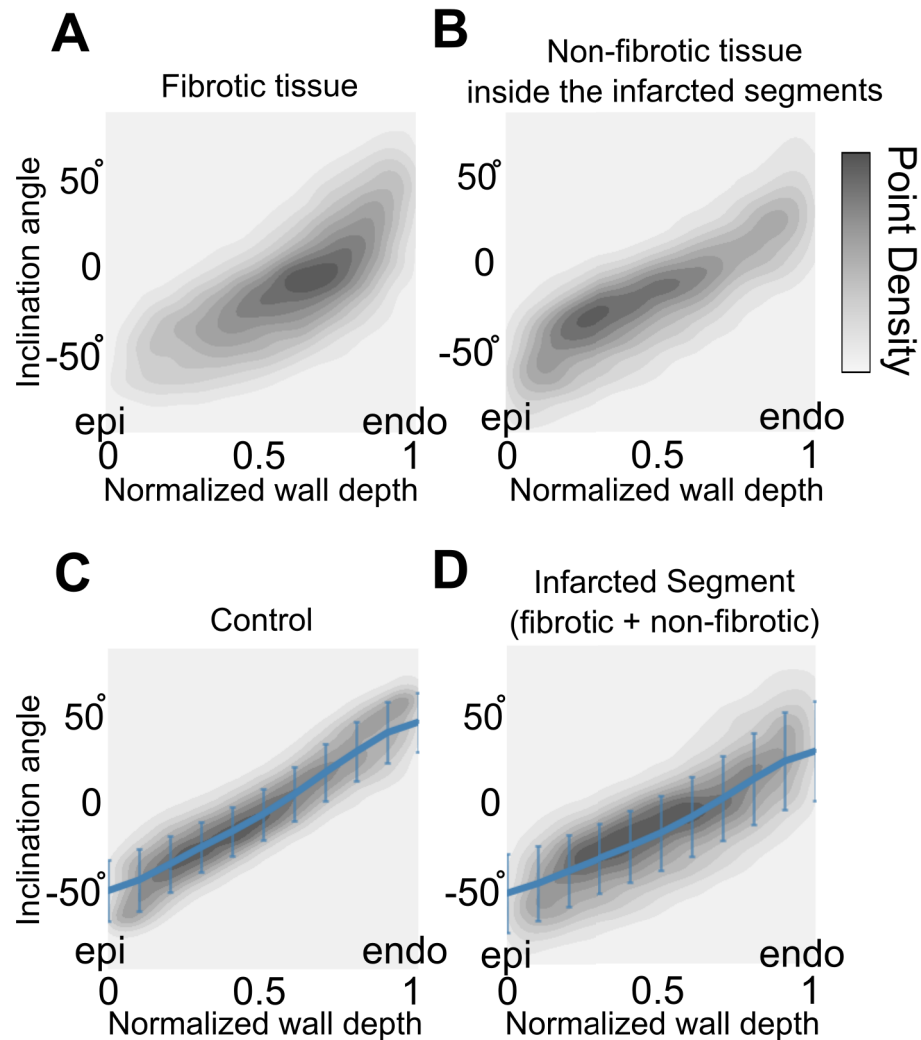 A
Fibrotic tissue
B
Non-fibrotic tissue
inside the infarcted segments
Inclination angle
50°
0
-50°
epi
endo
0
0.5
1
Normalized wall depth
50°
0
-50°
epi
endo
0
0.5
1
Normalized wall depth
Point Density
C
Control
D
Infarcted Segment
(fibrotic + non-fibrotic)
Inclination angle
50°
0
-50°
epi
endo
0
0.5
1
Normalized wall depth
50°
0
-50°
epi
endo
0
0.5
1
Normalized wall depth